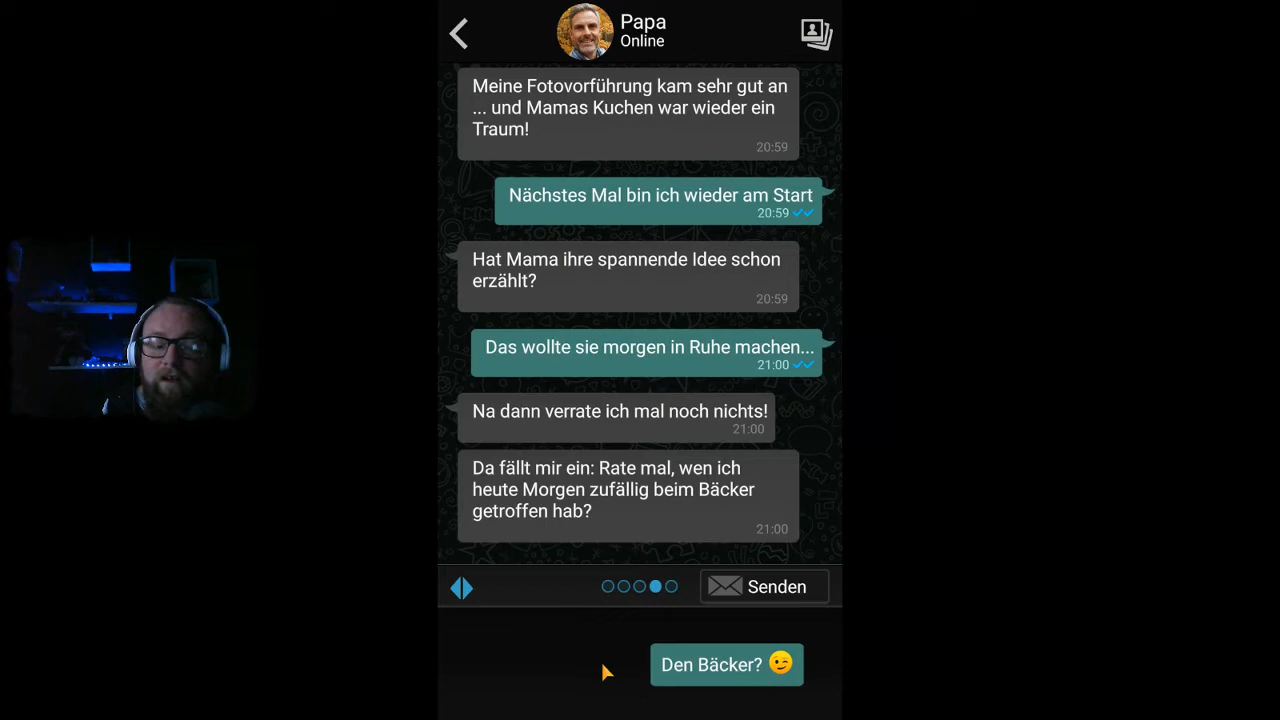 Papa
Online
Meine Fotovorführung kam sehr gut an
... und Mamas Kuchen war wieder ein
Traum!
20:59
Nächstes Mal bin ich wieder am Start
20:59
Hat Mama ihre spannende Idee schon
erzählt?
20:59
Das wollte sie morgen in Ruhe machen...
21:00
Na dann verrate ich mal noch nichts!
21:00
Da fällt mir ein: Rate mal, wen ich
heute Morgen zufällig beim Bäcker
getroffen hab?
21:00
Senden
Den Bäcker? 😉